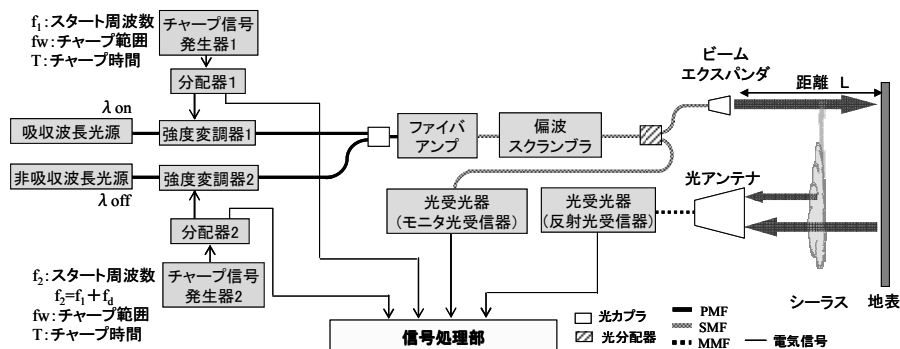 f1:スタート周波数
fw:チャープ範囲
T:チャープ時間
チャープ信号
発生器1
分配器1
λ on
吸収波長光源
強度変調器1
非吸収波長光源
λ off
強度変調器2
分配器2
チャープ信号
発生器2
f2:スタート周波数
f2=f1+fd
fw:チャープ範囲
T:チャープ時間
ファイバ
アンプ
偏波
スクランブラ
ビーム
エクスパンダ
距離 L
光アンテナ
光受光器
(モニタ光受信器)
光受光器
(反射光受信器)
シーラス
地表
信号処理部
光カプラ
光分配器
PMF
SMF
MMF
電気信号